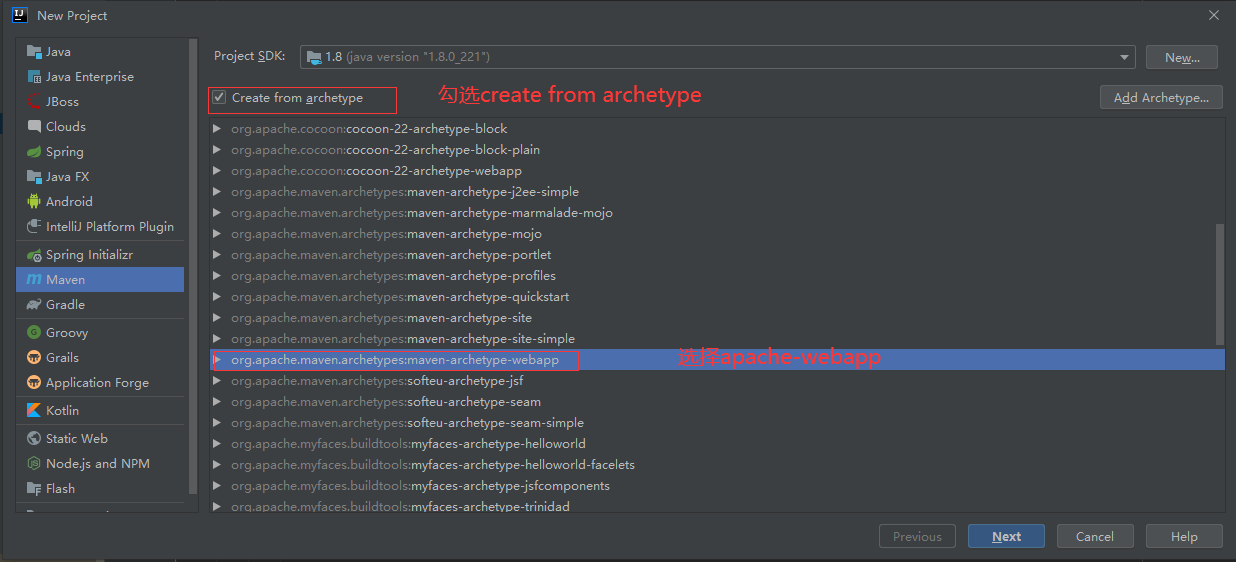 New Project
Java
Java Enterprise
JBoss
Clouds
Spring
Java FX
Android
IntelliJ Platform Plugin
Spring Initializr
Maven
Gradle
Groovy
Grails
Application Forge
Kotlin
Static Web
Node.js and NPM
Flash
Project SDK: 1.8 (java version "1.8.0_221") New...
Create from archetype 勾选create from archetype Add Archetype...
org.apache.cocoon:cocoon-22-archetype-block
org.apache.cocoon:cocoon-22-archetype-block-plain
org.apache.cocoon:cocoon-22-archetype-webapp
org.apache.maven.archetypes:maven-archetype-j2ee-simple
org.apache.maven.archetypes:maven-archetype-marmalade-mojo
org.apache.maven.archetypes:maven-archetype-mojo
org.apache.maven.archetypes:maven-archetype-portlet
org.apache.maven.archetypes:maven-archetype-profiles
org.apache.maven.archetypes:maven-archetype-quickstart
org.apache.maven.archetypes:maven-archetype-site
org.apache.maven.archetypes:maven-archetype-site-simple
org.apache.maven.archetypes:maven-archetype-webapp 选择apache-webapp
org.apache.maven.archetypes:softeu-archetype-jsf
org.apache.maven.archetypes:softeu-archetype-seam
org.apache.maven.archetypes:softeu-archetype-seam-simple
org.apache.myfaces.buildtools:myfaces-archetype-helloworld
org.apache.myfaces.buildtools:myfaces-archetype-helloworld-facelets
org.apache.myfaces.buildtools:myfaces-archetype-jsfcomponents
org.apache.myfaces.buildtools:myfaces-archetype-trinidad
Previous Next Cancel Help